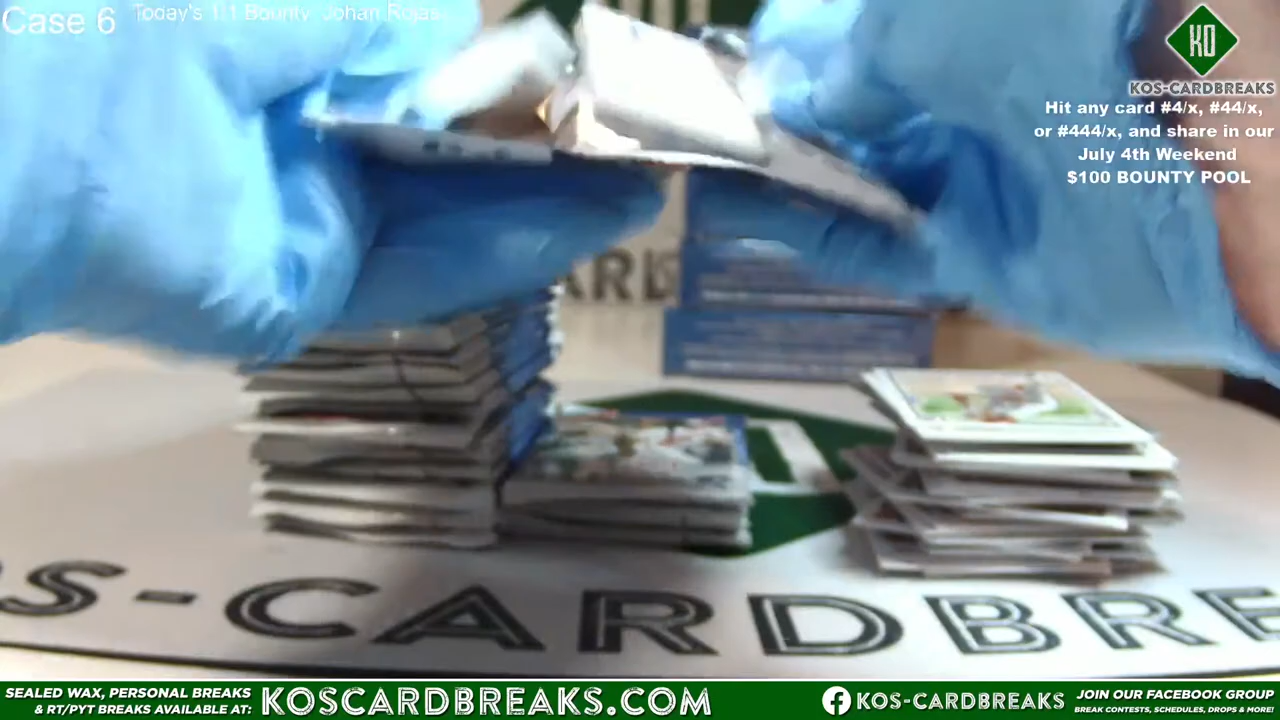 Case 6
Today's 1:1 Bounty: Johan Rojas
KO
KOS-CARDBREAKS
Hit any card #4/x, #44/x,
or #444/x, and share in our
July 4th Weekend
$100 BOUNTY POOL
ARD
OS-CARDBRE
SEALED WAX, PERSONAL BREAKS
& RT/PYT BREAKS AVAILABLE AT:
KOSCARDBREAKS.COM
KOS-CARDBREAKS
JOIN OUR FACEBOOK GROUP
BREAK CONTESTS, SCHEDULES, DROPS & MORE!